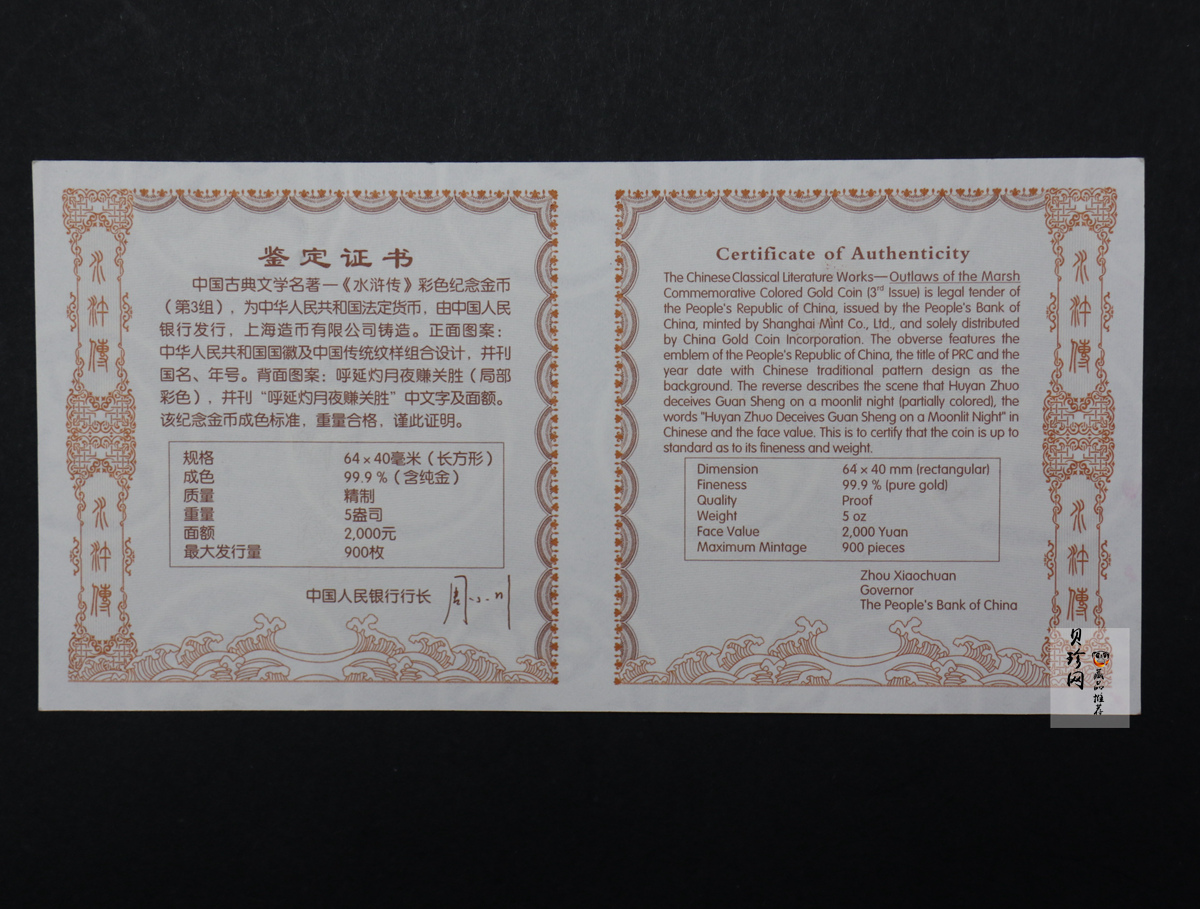 鉴定证书
中国古典文学名著—《水浒传》彩色纪念金币
（第3组），为中华人民共和国法定货币，由中国人民
银行发行，上海造币有限公司铸造。正面图案：
中华人民共和国国徽及中国传统纹样组合设计，并刊
国名、年号。背面图案：呼延灼月夜赚关胜（局部
彩色），并刊“呼延灼月夜赚关胜”中文字及面额。
该纪念金币成色标准，重量合格，谨此证明。
规格 64×40毫米（长方形）
成色 99.9％（含纯金）
质量 精制
重量 5盎司
面额 2,000元
最大发行量 900枚
中国人民银行行长 周小川
水浒傳
水浒傳
Certificate of Authenticity
The Chinese Classical Literature Works—Outlaws of the Marsh
Commemorative Colored Gold Coin (3rd Issue) is legal tender of
the People's Republic of China, issued by the People's Bank of
China, minted by Shanghai Mint Co., Ltd., and solely distributed
by China Gold Coin Incorporation. The obverse features the
emblem of the People's Republic of China, the title of PRC and the
year date with Chinese traditional pattern design as the
background. The reverse describes the scene that Huyan Zhuo
deceives Guan Sheng on a moonlit night (partially colored), the
words "Huyan Zhuo Deceives Guan Sheng on a Moonlit Night" in
Chinese and the face value. This is to certify that the coin is up to
standard as to its fineness and weight.
Dimension 64×40 mm (rectangular)
Fineness 99.9 % (pure gold)
Quality Proof
Weight 5 oz
Face Value 2,000 Yuan
Maximum Mintage 900 pieces
Zhou Xiaochuan
Governor
The People's Bank of China
水浒傳
水浒傳
贝珍网
藏品推荐